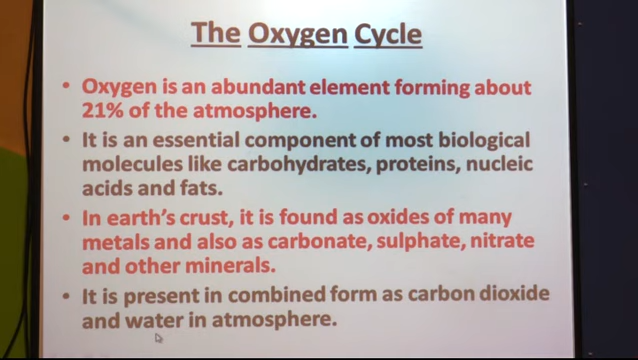 The Oxygen Cycle
• Oxygen is an abundant element forming about
21% of the atmosphere.
• It is an essential component of most biological
molecules like carbohydrates, proteins, nucleic
acids and fats.
• In earth's crust, it is found as oxides of many
metals and also as carbonate, sulphate, nitrate
and other minerals.
• It is present in combined form as carbon dioxide
and water in atmosphere.